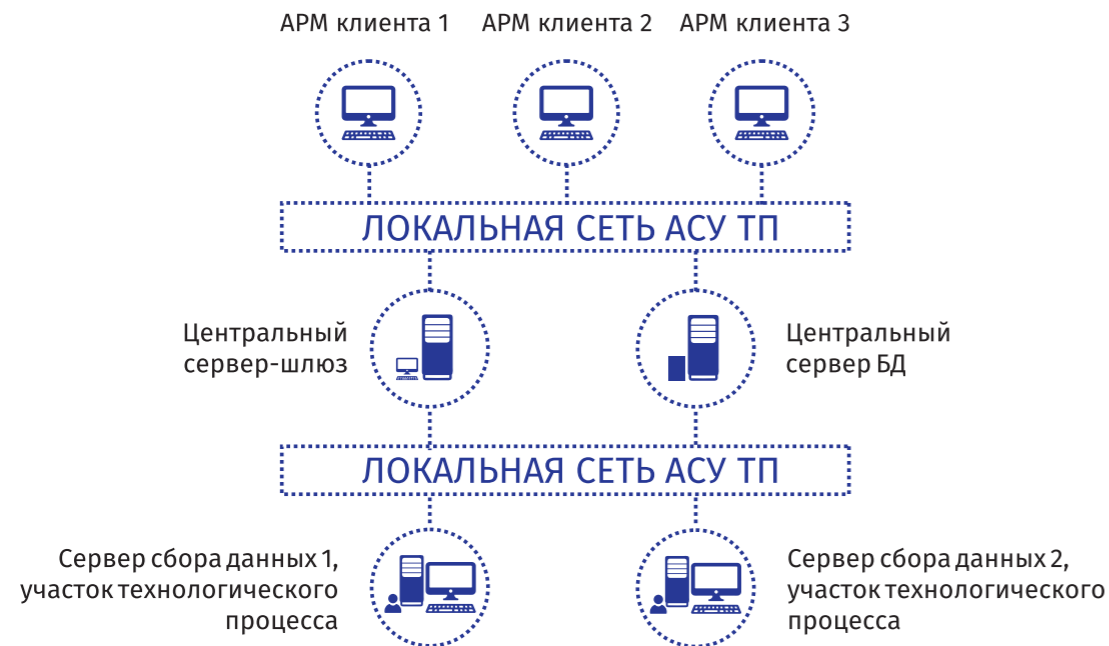 АРМ клиента 1 АРМ клиента 2 АРМ клиента 3
ЛОКАЛЬНАЯ СЕТЬ АСУ ТП
Центральный
сервер-шлюз
Центральный
сервер БД
ЛОКАЛЬНАЯ СЕТЬ АСУ ТП
Сервер сбора данных 1,
участок технологического
процесса
Сервер сбора данных 2,
участок технологического
процесса